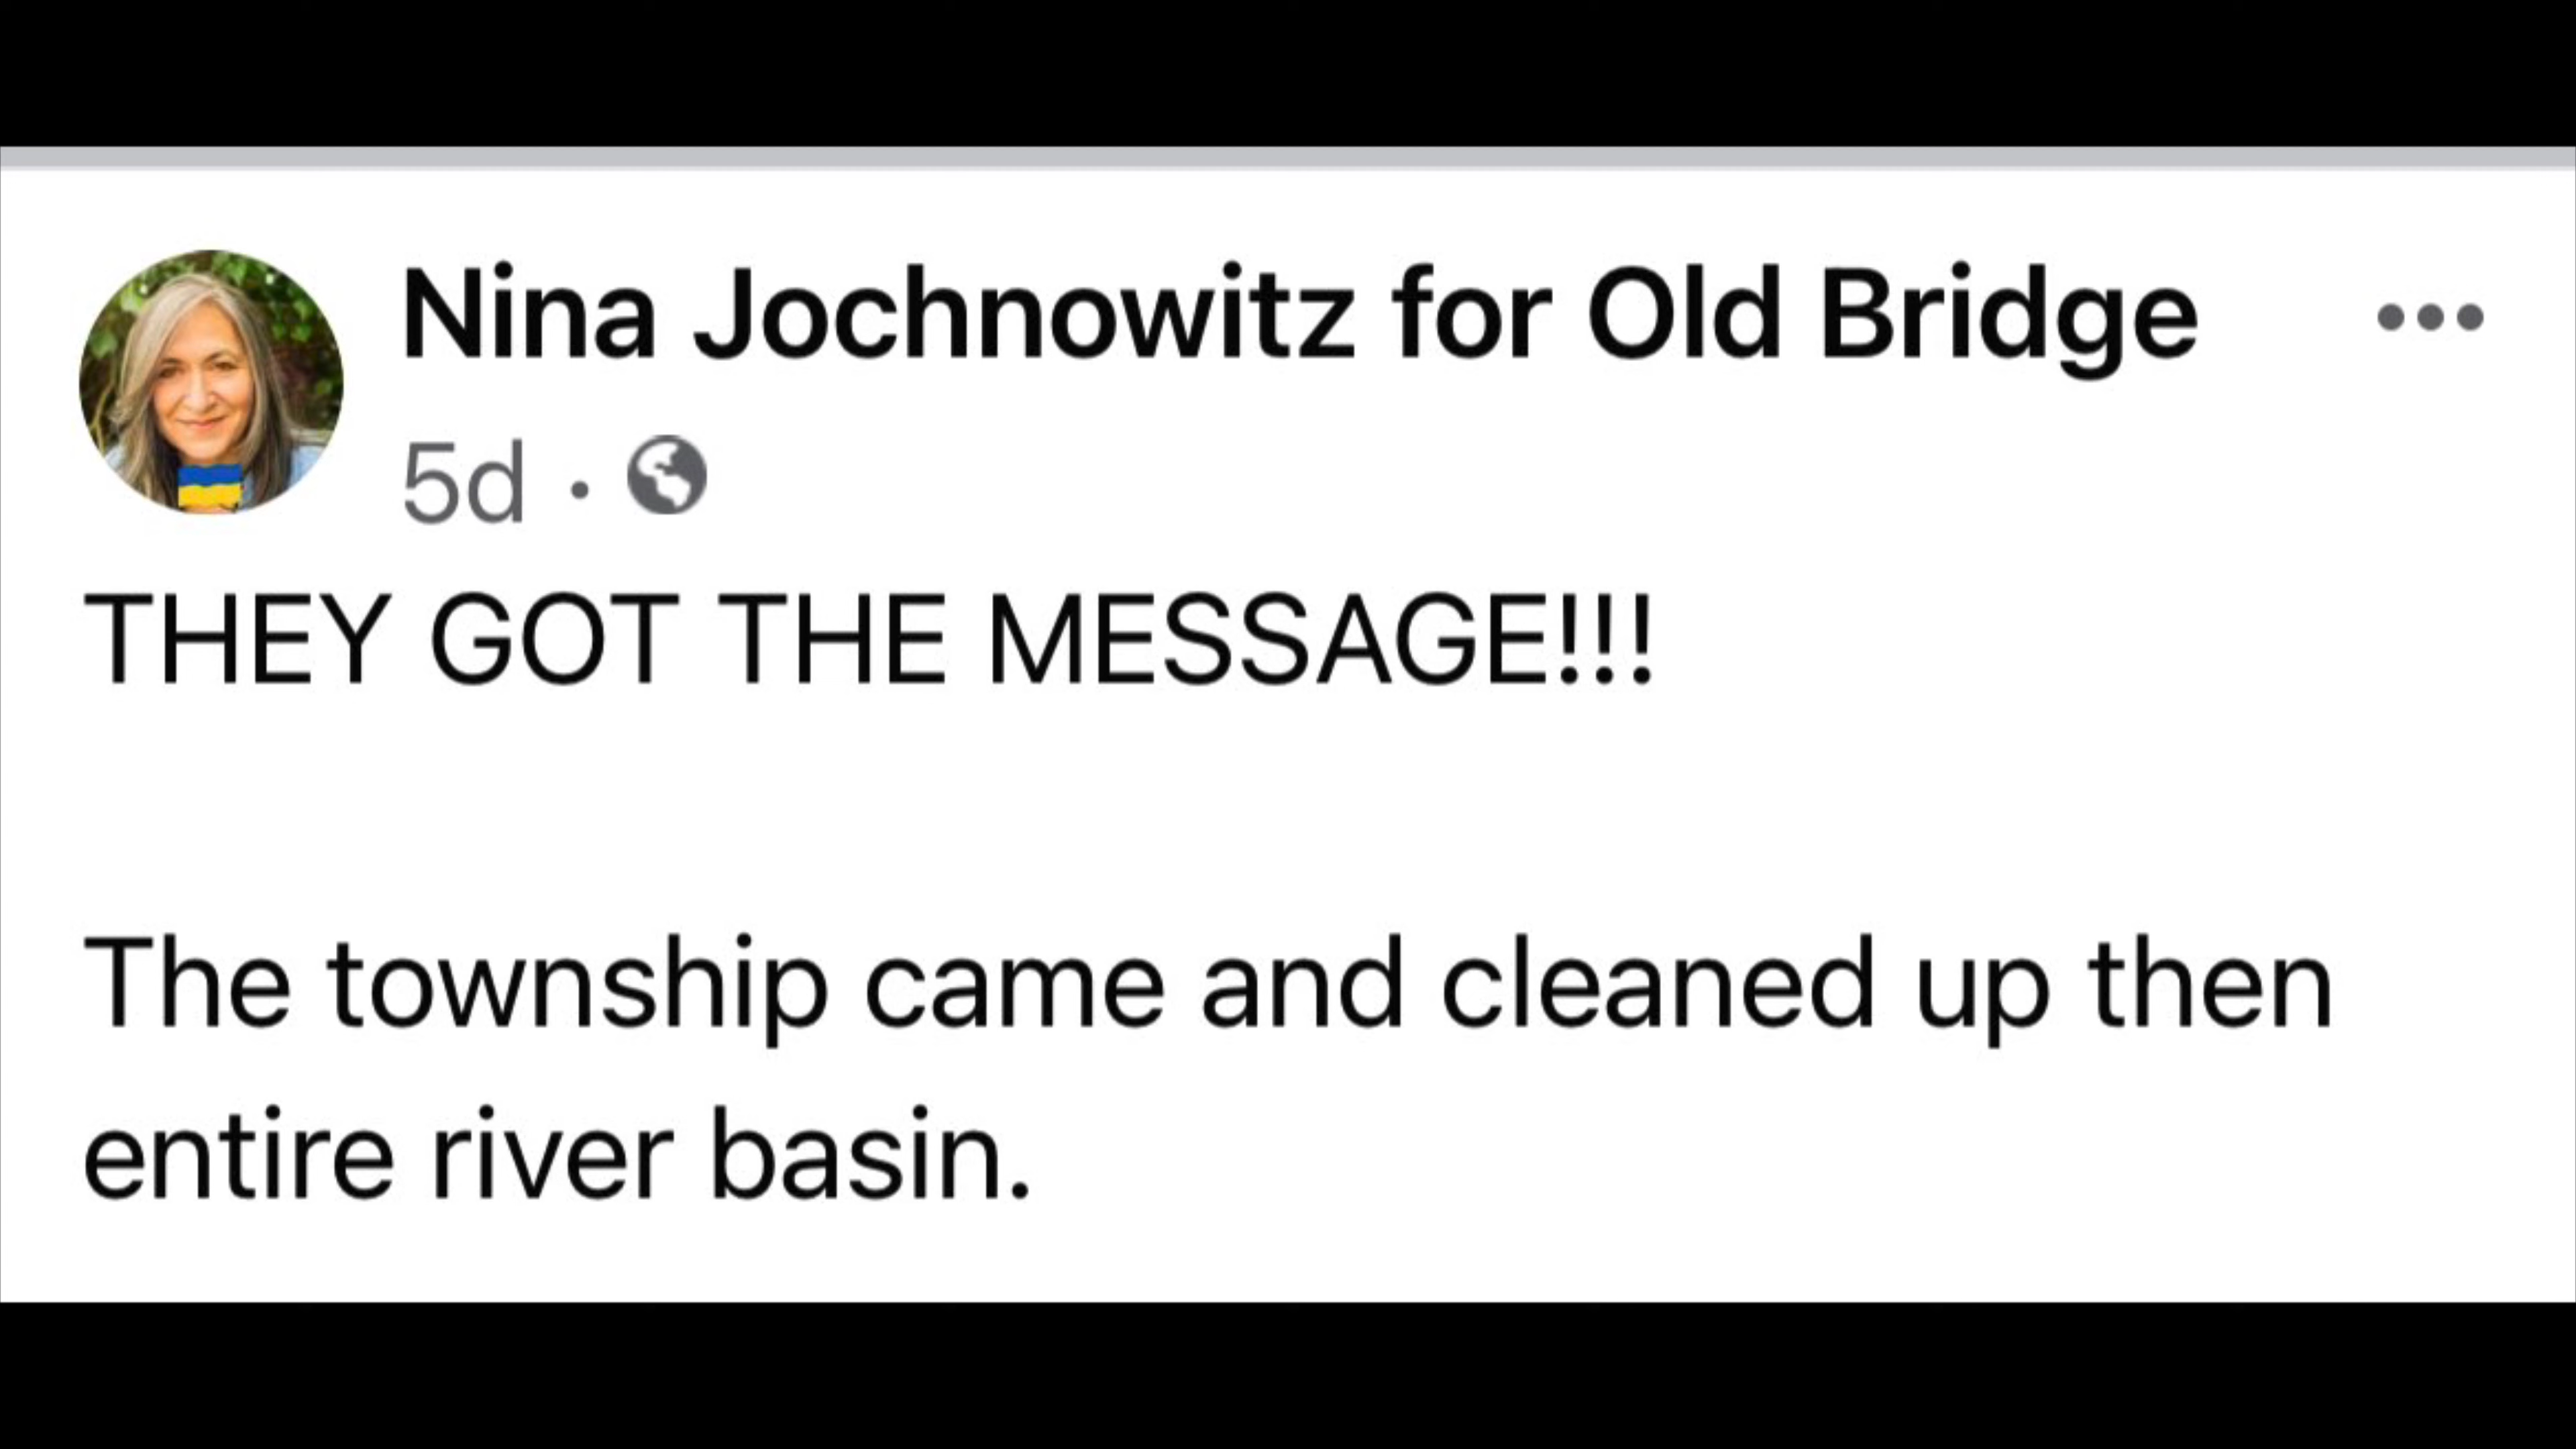 Nina Jochnowitz for Old Bridge
5d ·
THEY GOT THE MESSAGE!!!
The township came and cleaned up then
entire river basin.